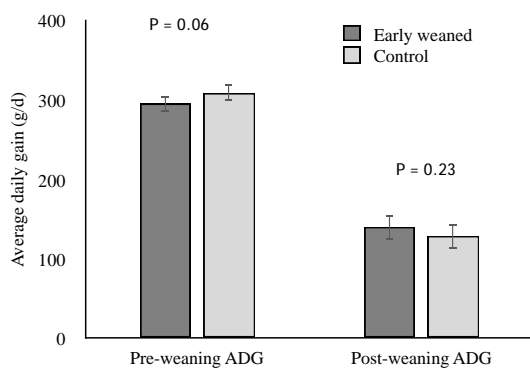 400
P = 0.06
Early weaned
Control
300
200
P = 0.23
100
0
Average daily gain (g/d)
Pre-weaning ADG
Post-weaning ADG